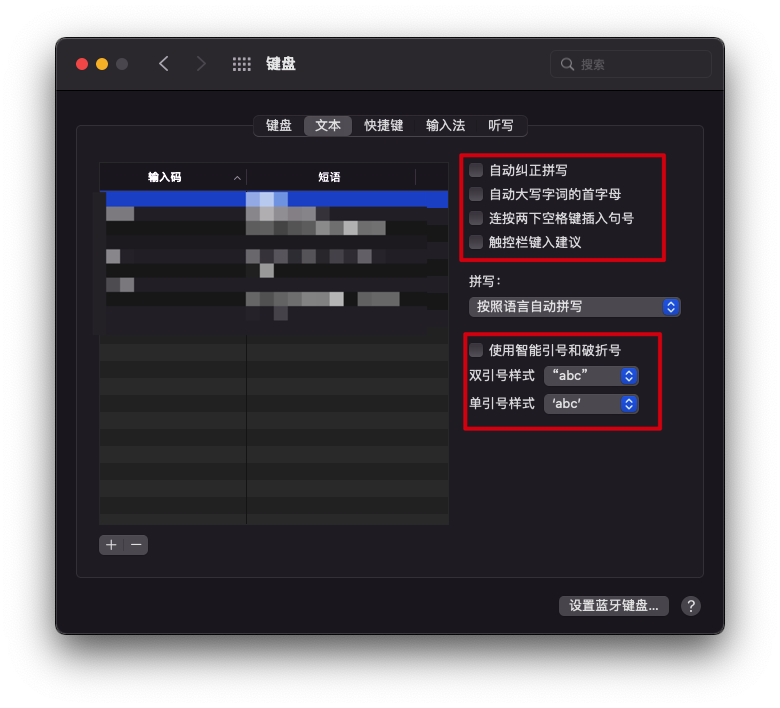 键盘
搜索
键盘 文本 快捷键 输入法 听写
输入码 短语
自动纠正拼写
自动大写字词的首字母
连按两下空格键插入句号
触控栏键入建议
拼写:
按照语言自动拼写
使用智能引号和破折号
双引号样式 “abc”
单引号样式 ‘abc’
+ −
设置蓝牙键盘... ?